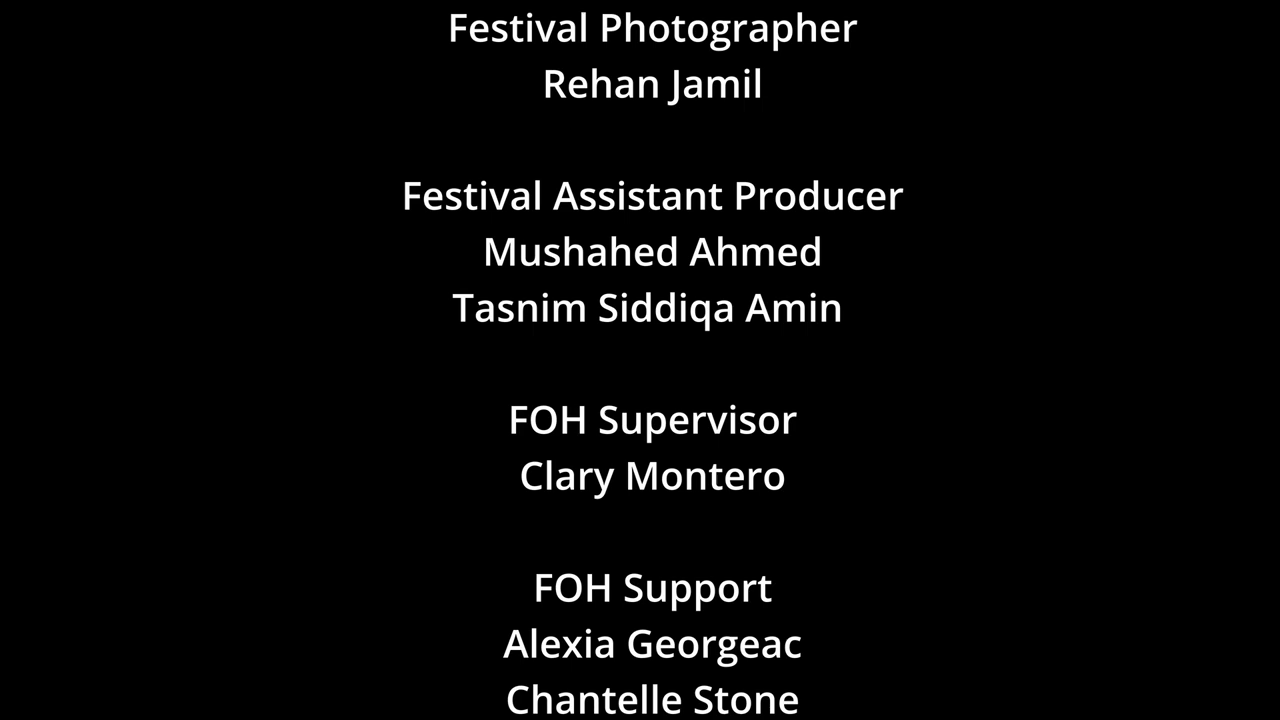 Festival Photographer
Rehan Jamil
Festival Assistant Producer
Mushahed Ahmed
Tasnim Siddiqa Amin
FOH Supervisor
Clary Montero
FOH Support
Alexia Georgeac
Chantelle Stone